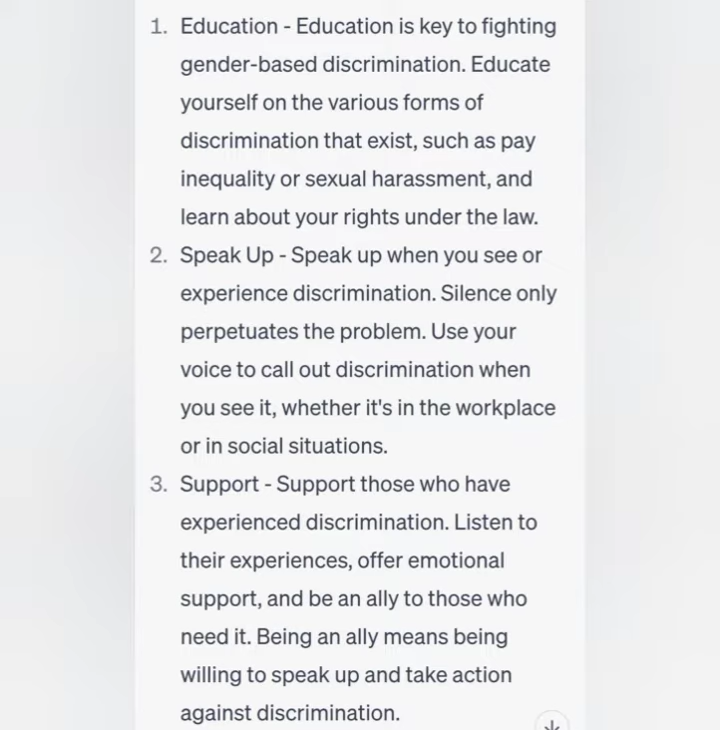 1. Education - Education is key to fighting
gender-based discrimination. Educate
yourself on the various forms of
discrimination that exist, such as pay
inequality or sexual harassment, and
learn about your rights under the law.
2. Speak Up - Speak up when you see or
experience discrimination. Silence only
perpetuates the problem. Use your
voice to call out discrimination when
you see it, whether it's in the workplace
or in social situations.
3. Support - Support those who have
experienced discrimination. Listen to
their experiences, offer emotional
support, and be an ally to those who
need it. Being an ally means being
willing to speak up and take action
against discrimination.